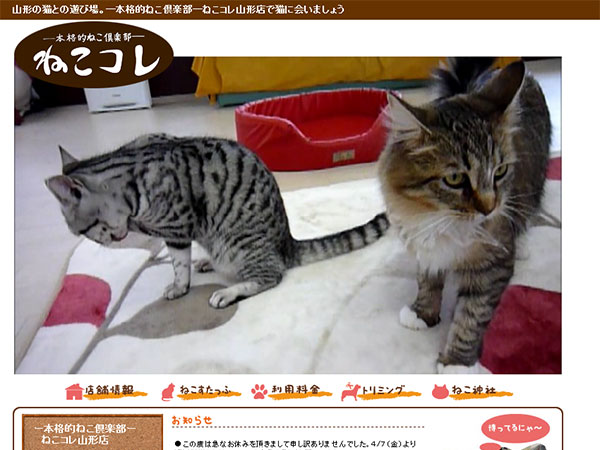 山形の猫との遊び場。―本格的ねこ倶楽部―ねこコレ山形店で猫に会いましょう
―本格的ねこ倶楽部―
ねこコレ
店舗情報 ねこすたっふ 利用料金 トリミング ねこ神社
―本格的ねこ倶楽部―
ねこコレ山形店
お知らせ
●この度は急なお休みを頂きまして申し訳ありませんでした。4/7(金)より
待ってるにゃ～